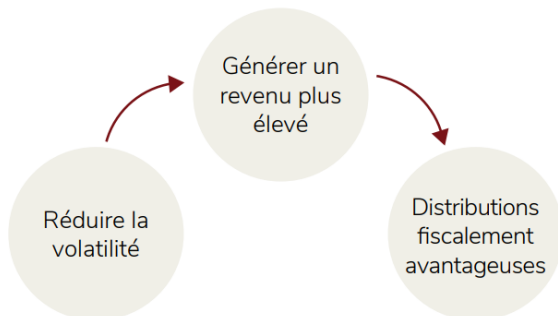 Générer un
revenu plus
élevé
Réduire la
volatilité
Distributions
fiscalement
avantageuses